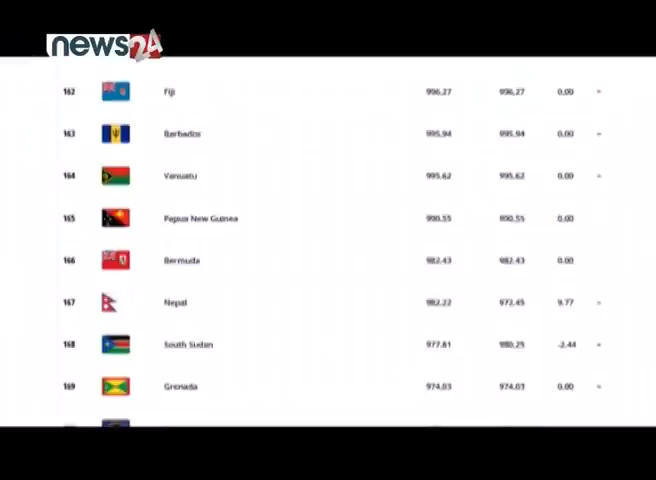 news24
162 Fiji 996.27 996.27 0.00
163 Barbados 995.94 995.94 0.00
164 Vanuatu 995.62 995.62 0.00
165 Papua New Guinea 990.55 990.55 0.00
166 Bermuda 982.43 982.43 0.00
167 Nepal 982.22 972.45 9.77
168 South Sudan 977.81 980.25 -2.44
169 Grenada 974.03 974.03 0.00